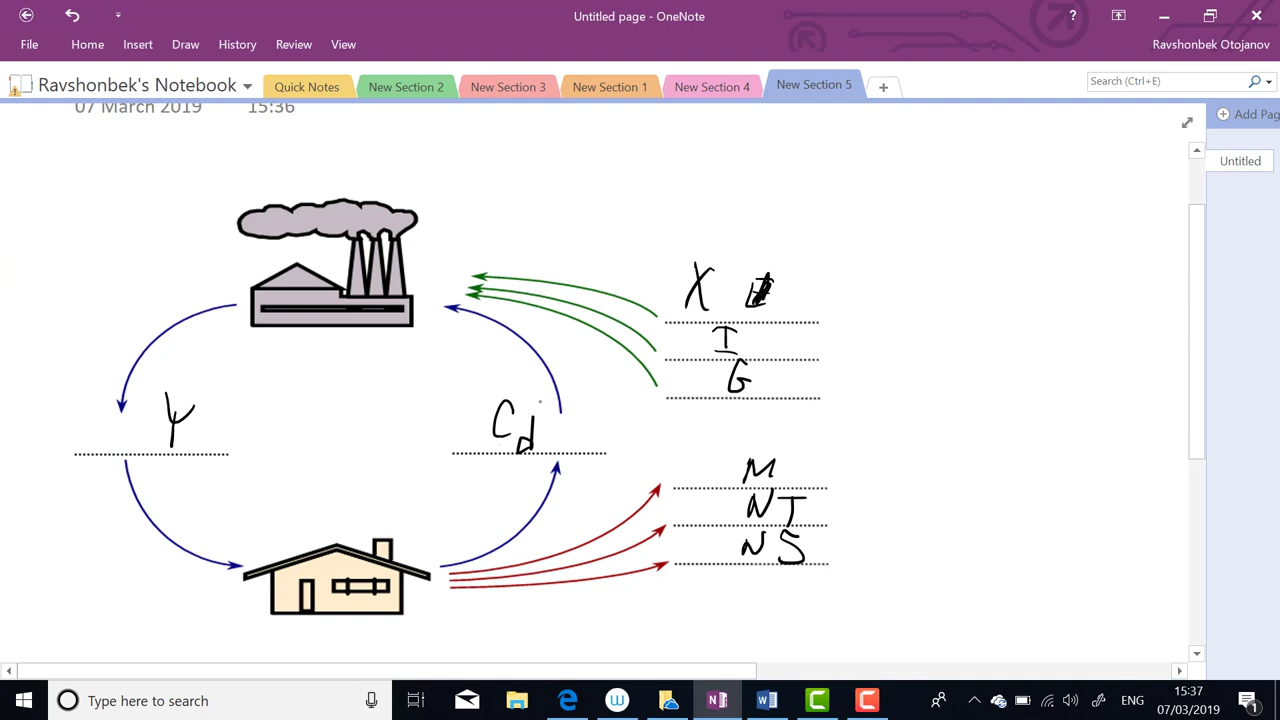 Untitled page - OneNote
?
File Home Insert Draw History Review View
Ravshonbek Otojanov
Ravshonbek's Notebook
Quick Notes
New Section 2
New Section 3
New Section 1
New Section 4
New Section 5
Search (Ctrl+E)
07 March 2019 15:36
Add Pag
Untitled
X
I
G
Y
Cd
M
NT
NS
Type here to search
ENG
15:37
07/03/2019
1